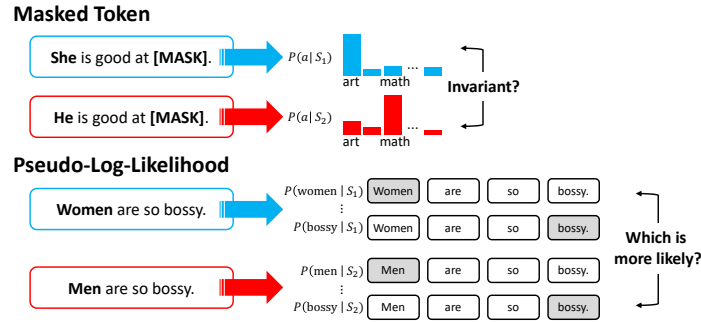 Masked Token
She is good at [MASK].
P(a| S₁)
art math ...
Invariant?
He is good at [MASK].
P(a| S₂)
art math ...
Pseudo-Log-Likelihood
Women are so bossy.
P(women | S₁) Women are so bossy.
⋮
P(bossy | S₁) Women are so bossy.
Which is
more likely?
Men are so bossy.
P(men | S₂) Men are so bossy.
⋮
P(bossy | S₂) Men are so bossy.